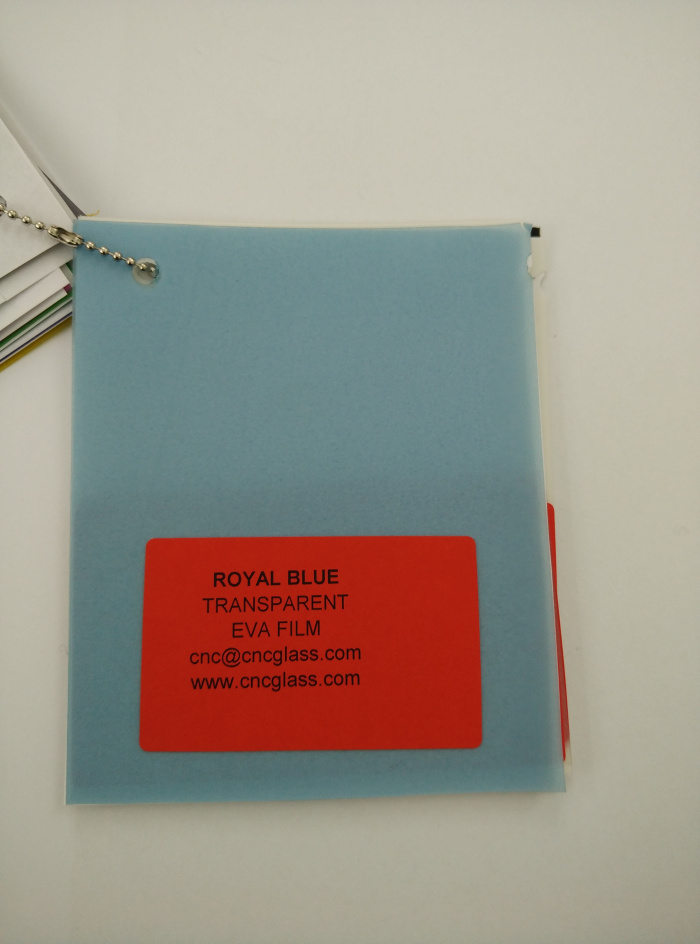 ROYAL BLUE
TRANSPARENT
EVA FILM
cnc@cncglass.com
www.cncglass.com